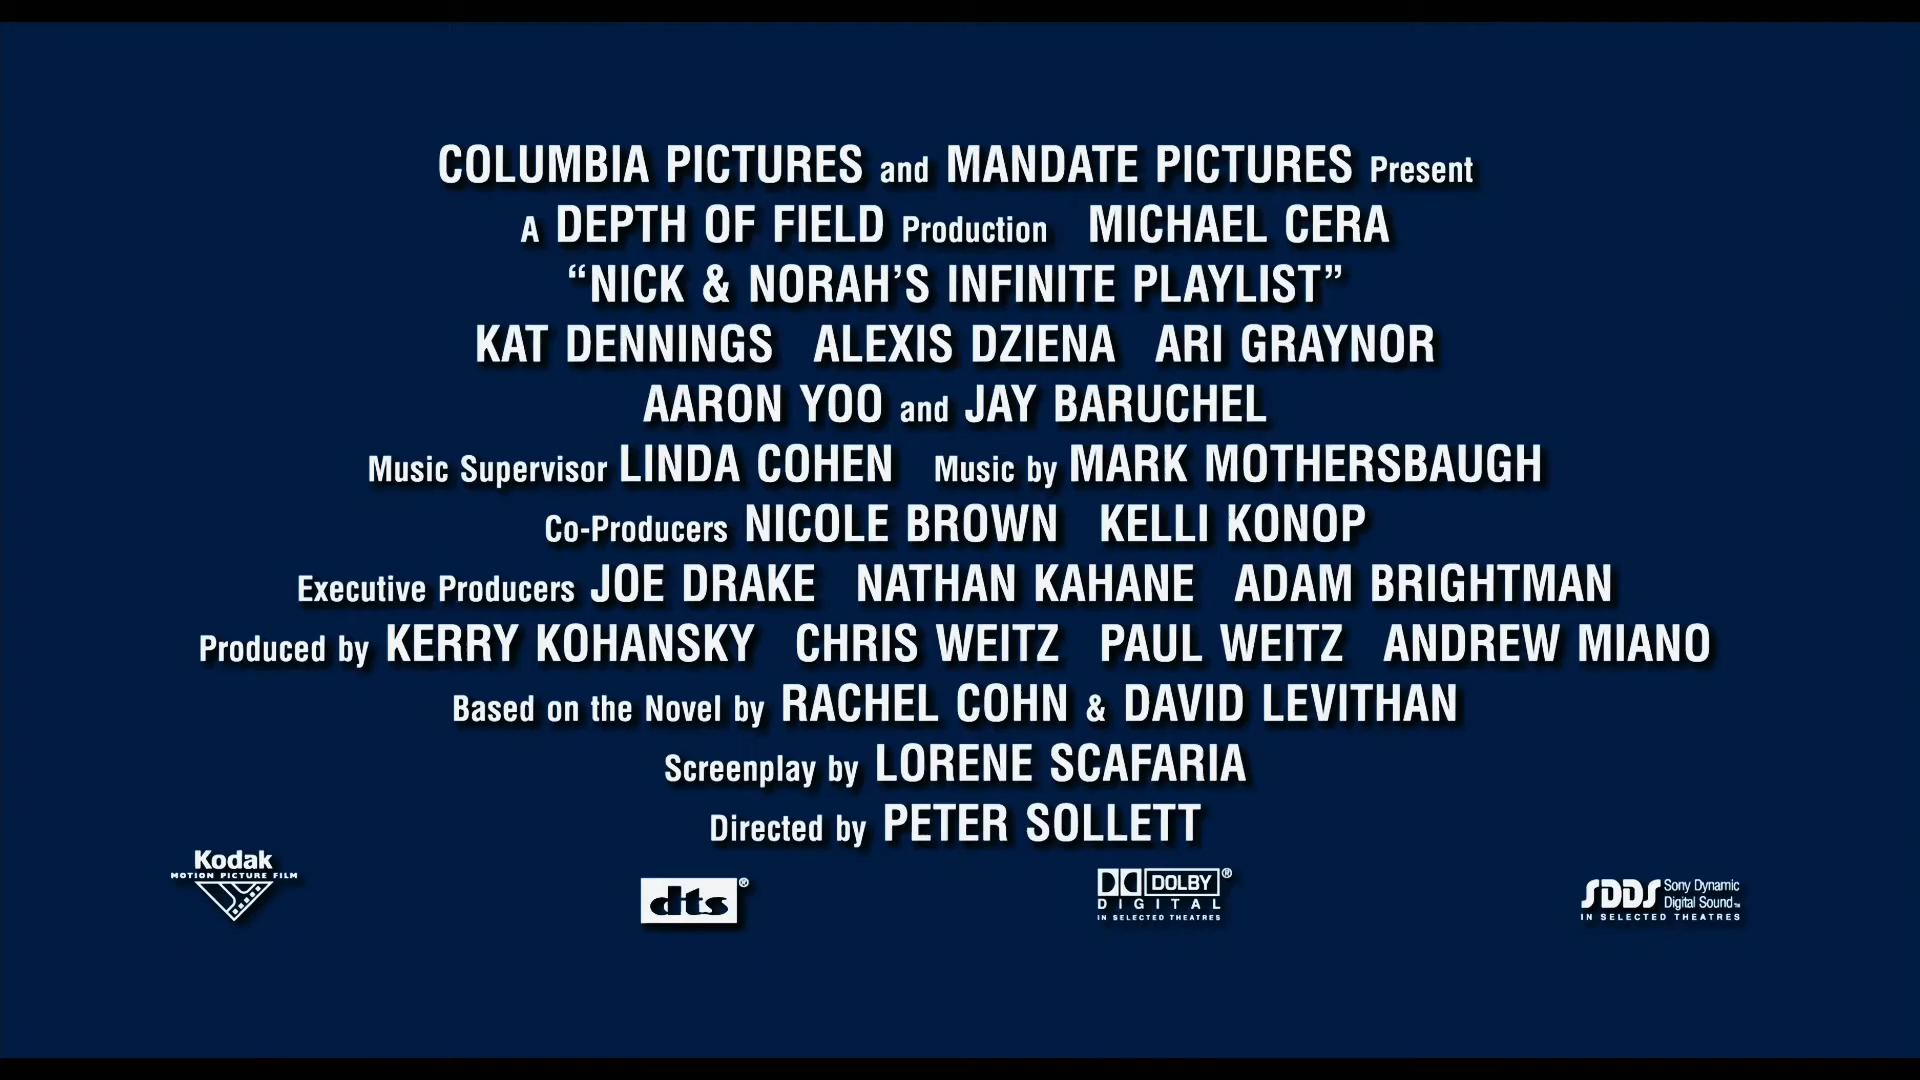 COLUMBIA PICTURES and MANDATE PICTURES Present
A DEPTH OF FIELD Production MICHAEL CERA
“NICK & NORAH’S INFINITE PLAYLIST”
KAT DENNINGS ALEXIS DZIENA ARI GRAYNOR
AARON YOO and JAY BARUCHEL
Music Supervisor LINDA COHEN Music by MARK MOTHERSBAUGH
Co-Producers NICOLE BROWN KELLI KONOP
Executive Producers JOE DRAKE NATHAN KAHANE ADAM BRIGHTMAN
Produced by KERRY KOHANSKY CHRIS WEITZ PAUL WEITZ ANDREW MIANO
Based on the Novel by RACHEL COHN & DAVID LEVITHAN
Screenplay by LORENE SCAFARIA
Directed by PETER SOLLETT
Kodak
MOTION PICTURE FILM
dts®
DOLBY®
DIGITAL
IN SELECTED THEATRES
SDDS Sony Dynamic
Digital Sound™
IN SELECTED THEATRES